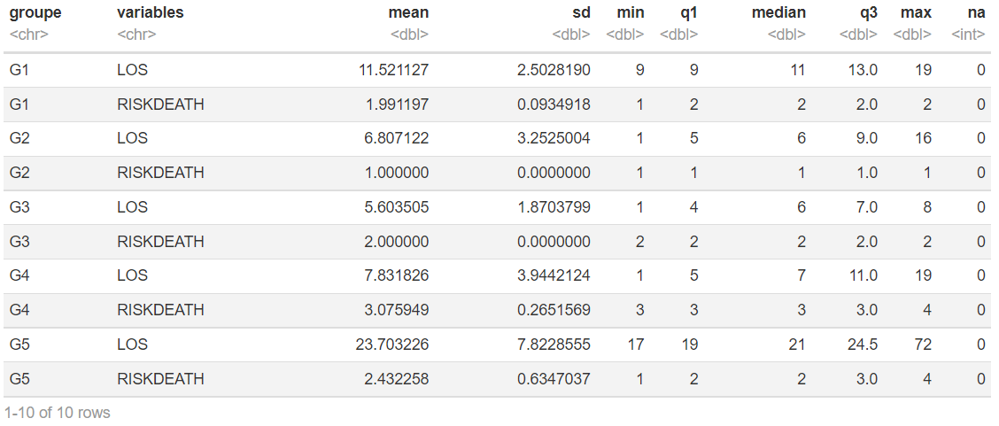 groupe variables mean sd min q1 median q3 max na
<chr> <chr> <dbl> <dbl> <dbl> <dbl> <dbl> <dbl> <dbl> <int>
G1 LOS 11.521127 2.5028190 9 9 11 13.0 19 0
G1 RISKDEATH 1.991197 0.0934918 1 2 2 2.0 2 0
G2 LOS 6.807122 3.2525004 1 5 6 9.0 16 0
G2 RISKDEATH 1.000000 0.0000000 1 1 1 1.0 1 0
G3 LOS 5.603505 1.8703799 1 4 6 7.0 8 0
G3 RISKDEATH 2.000000 0.0000000 2 2 2 2.0 2 0
G4 LOS 7.831826 3.9442124 1 5 7 11.0 19 0
G4 RISKDEATH 3.075949 0.2651569 3 3 3 3.0 4 0
G5 LOS 23.703226 7.8228555 17 19 21 24.5 72 0
G5 RISKDEATH 2.432258 0.6347037 1 2 2 3.0 4 0
1-10 of 10 rows